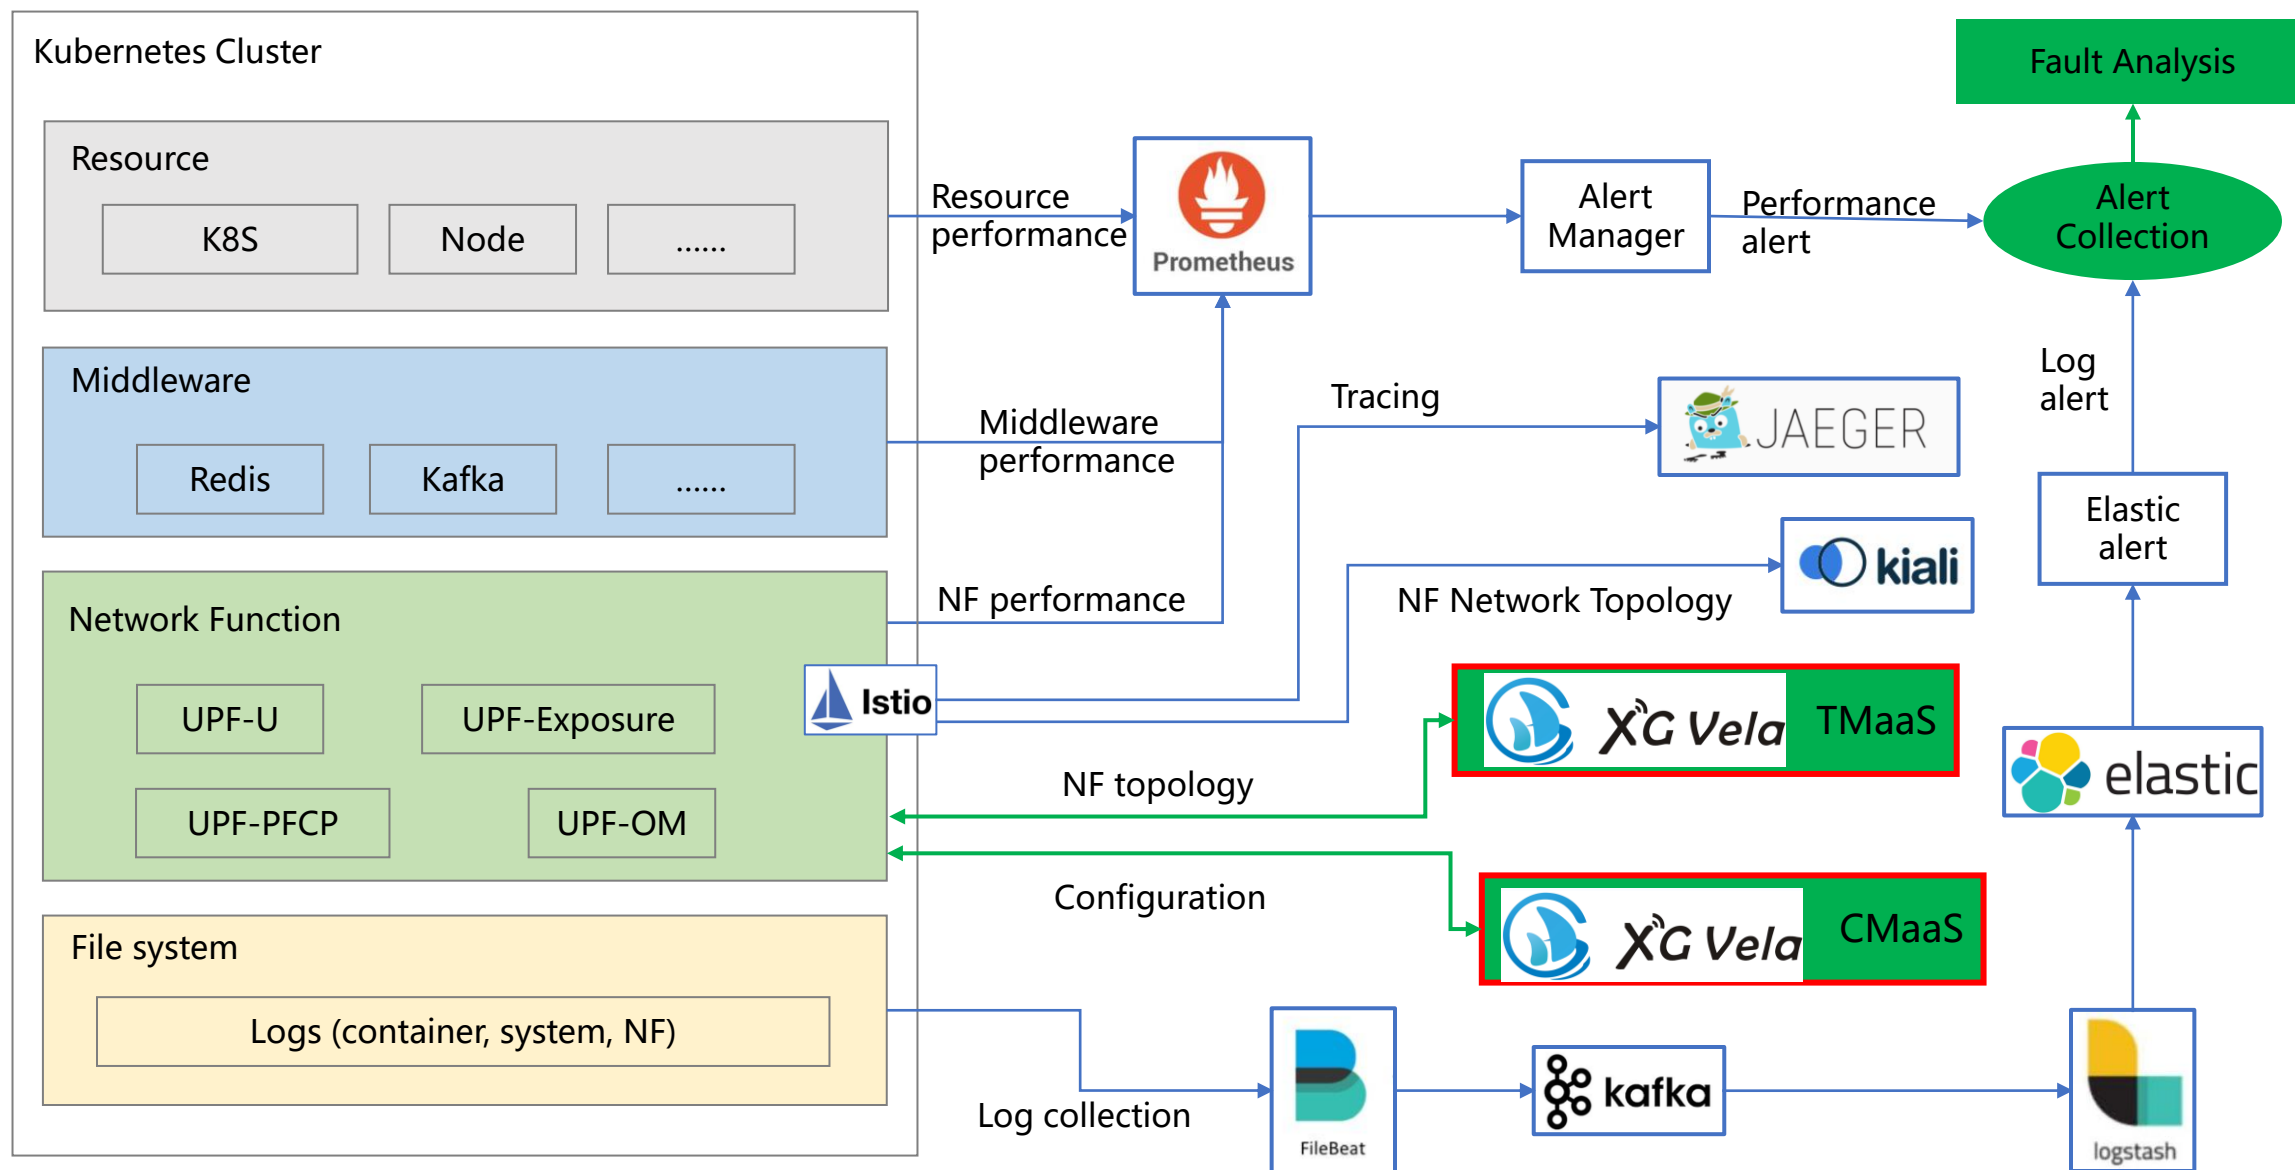 Kubernetes Cluster
Resource
K8S
Node
......
Middleware
Redis
Kafka
......
Network Function
UPF-U
UPF-Exposure
UPF-PFCP
UPF-OM
Istio
File system
Logs (container, system, NF)
Resource
performance
Prometheus
Alert
Manager
Performance
alert
Alert
Collection
Fault Analysis
Middleware
performance
Tracing
JAEGER
Log
alert
NF performance
NF Network Topology
kiali
Elastic
alert
XG Vela
TMaaS
NF topology
elastic
Configuration
XG Vela
CMaaS
Log collection
FileBeat
kafka
logstash